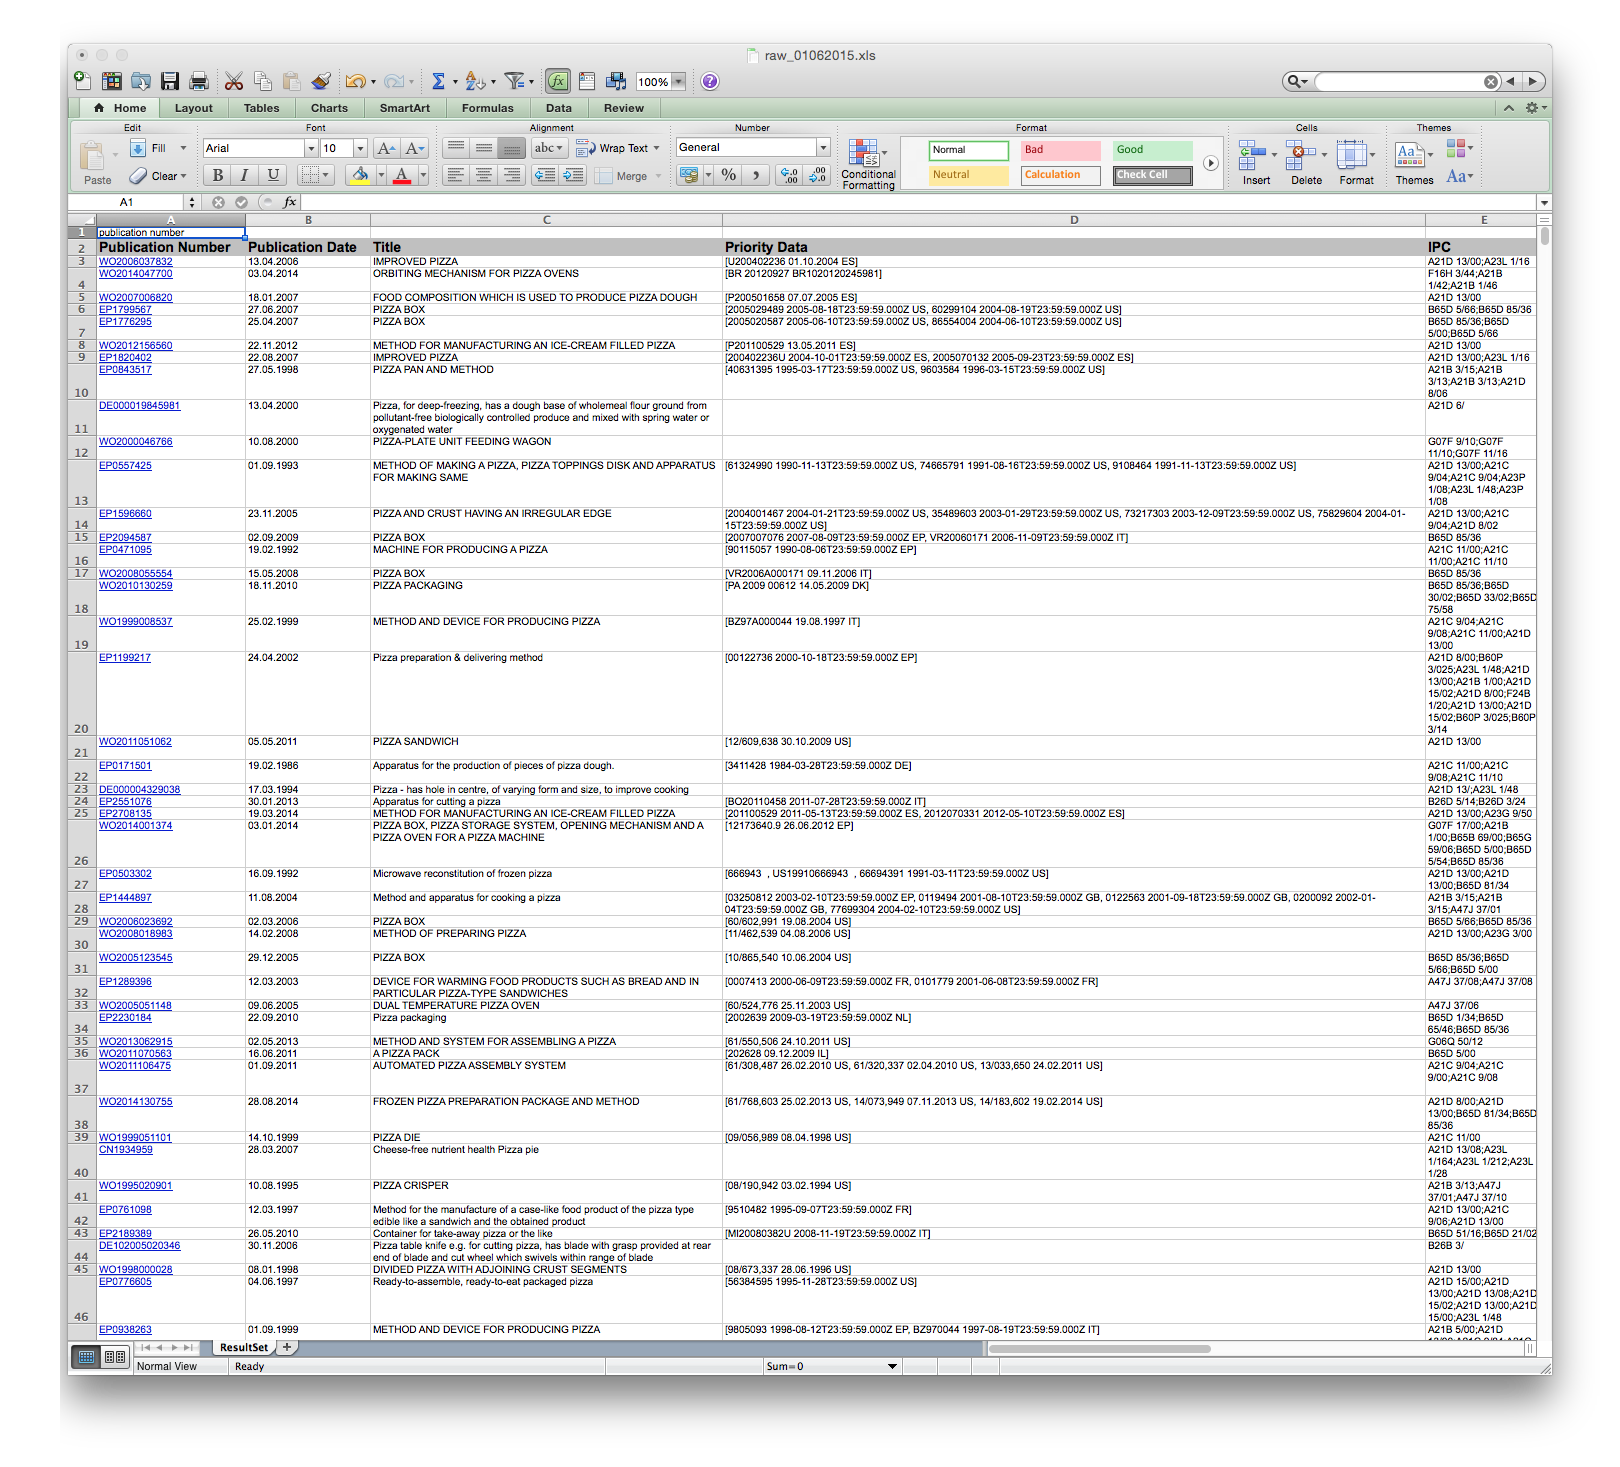 raw_01062015.xls
100%
Home Layout Tables Charts SmartArt Formulas Data Review
Edit Font Alignment Number Format Cells Themes
Fill Arial 10 A A abc Wrap Text General Normal Bad Good
Paste Clear B I U A Merge % , .0 .00 .00 .0 Conditional Formatting Neutral Calculation Check Cell Insert Delete Format Themes Aa
A1 fx
A B C D E
1 publication number
2 Publication Number Publication Date Title Priority Data IPC
3 WO2006037832 13.04.2006 IMPROVED PIZZA [U200402236 01.10.2004 ES] A21D 13/00;A23L 1/16
4 WO2014047700 03.04.2014 ORBITING MECHANISM FOR PIZZA OVENS [BR 20120927 BR1020120245981] F16H 3/44;A21B
1/42;A21B 1/46
5 WO2007006820 18.01.2007 FOOD COMPOSITION WHICH IS USED TO PRODUCE PIZZA DOUGH [P200501658 07.07.2005 ES] A21D 13/00
6 EP1799567 27.06.2007 PIZZA BOX [2005029489 2005-08-18T23:59:59.000Z US, 60299104 2004-08-19T23:59:59.000Z US] B65D 5/66;B65D 85/36
7 EP1776295 25.04.2007 PIZZA BOX [2005020587 2005-06-10T23:59:59.000Z US, 86554004 2004-06-10T23:59:59.000Z US] B65D 85/36;B65D
5/00;B65D 5/66
8 WO2012156560 22.11.2012 METHOD FOR MANUFACTURING AN ICE-CREAM FILLED PIZZA [P201100529 13.05.2011 ES] A21D 13/00
9 EP1820402 22.08.2007 IMPROVED PIZZA [200402236U 2004-10-01T23:59:59.000Z ES, 2005070132 2005-09-23T23:59:59.000Z ES] A21D 13/00;A23L 1/16
10 EP0843517 27.05.1998 PIZZA PAN AND METHOD [40631395 1995-03-17T23:59:59.000Z US, 9603584 1996-03-15T23:59:59.000Z US] A21B 3/15;A21B
3/13;A21B 3/13;A21D
8/06
11 DE000019845981 13.04.2000 Pizza, for deep-freezing, has a dough base of wholemeal flour ground from A21D 6/
pollutant-free biologically controlled produce and mixed with spring water or
oxygenated water
12 WO2000046766 10.08.2000 PIZZA-PLATE UNIT FEEDING WAGON G07F 9/10;G07F
11/10;G07F 11/16
13 EP0557425 01.09.1993 METHOD OF MAKING A PIZZA, PIZZA TOPPINGS DISK AND APPARATUS [61324990 1990-11-13T23:59:59.000Z US, 74665791 1991-08-16T23:59:59.000Z US, 9108464 1991-11-13T23:59:59.000Z US] A21D 13/00;A21C
FOR MAKING SAME 9/04;A21C 9/04;A23P
1/08;A23L 1/48;A23P
1/08
14 EP1596660 23.11.2005 PIZZA AND CRUST HAVING AN IRREGULAR EDGE [2004001467 2004-01-21T23:59:59.000Z US, 35489603 2003-01-29T23:59:59.000Z US, 73217303 2003-12-09T23:59:59.000Z US, 75829604 2004-01- A21D 13/00;A21C
15T23:59:59.000Z US] 9/04;A21D 8/02
15 EP2094587 02.09.2009 PIZZA BOX [2007007076 2007-08-09T23:59:59.000Z EP, VR20060171 2006-11-09T23:59:59.000Z IT] B65D 85/36
16 EP0471095 19.02.1992 MACHINE FOR PRODUCING A PIZZA [90115057 1990-08-06T23:59:59.000Z EP] A21C 11/00;A21C
11/00;A21C 11/10
17 WO2008055554 15.05.2008 PIZZA BOX [VR2006A000171 09.11.2006 IT] B65D 85/36
18 WO2010130259 18.11.2010 PIZZA PACKAGING [PA 2009 00612 14.05.2009 DK] B65D 85/36;B65D
30/02;B65D 33/02;B65D
75/58
19 WO1999008537 25.02.1999 METHOD AND DEVICE FOR PRODUCING PIZZA [BZ97A000044 19.08.1997 IT] A21C 9/04;A21C
9/08;A21C 11/00;A21D
13/00
20 EP1199217 24.04.2002 Pizza preparation & delivering method [00122736 2000-10-18T23:59:59.000Z EP] A21D 8/00;B60P
3/025;A23L 1/48;A21D
13/00;A21B 1/00;A21D
15/02;A21D 8/00;F24B
1/20;A21D 13/00;A21D
15/02;B60P 3/025;B60P
3/14
21 WO2011051062 05.05.2011 PIZZA SANDWICH [12/609,638 30.10.2009 US] A21D 13/00
22 EP0171501 19.02.1986 Apparatus for the production of pieces of pizza dough. [3411428 1984-03-28T23:59:59.000Z DE] A21C 11/00;A21C
9/08;A21C 11/10
23 DE000004329038 17.03.1994 Pizza - has hole in centre, of varying form and size, to improve cooking A21D 13/;A23L 1/48
24 EP2551076 30.01.2013 Apparatus for cutting a pizza [BO20110458 2011-07-28T23:59:59.000Z IT] B26D 5/14;B26D 3/24
25 EP2708135 19.03.2014 METHOD FOR MANUFACTURING AN ICE-CREAM FILLED PIZZA [201100529 2011-05-13T23:59:59.000Z ES, 2012070331 2012-05-10T23:59:59.000Z ES] A21D 13/00;A23G 9/50
26 WO2014001374 03.01.2014 PIZZA BOX, PIZZA STORAGE SYSTEM, OPENING MECHANISM AND A [12173640.9 26.06.2012 EP] G07F 17/00;A21B
PIZZA OVEN FOR A PIZZA MACHINE 1/00;B65B 69/00;B65G
59/06;B65D 5/00;B65D
5/54;B65D 85/36
27 EP0503302 16.09.1992 Microwave reconstitution of frozen pizza [666943 , US19910666943 , 66694391 1991-03-11T23:59:59.000Z US] A21D 13/00;A21D
13/00;B65D 81/34
28 EP1444897 11.08.2004 Method and apparatus for cooking a pizza [03250812 2003-02-10T23:59:59.000Z EP, 0119494 2001-08-10T23:59:59.000Z GB, 0122563 2001-09-18T23:59:59.000Z GB, 0200092 2002-01- A21B 3/15;A21B
04T23:59:59.000Z GB, 77699304 2004-02-10T23:59:59.000Z US] 3/15;A47J 37/01
29 WO2006023692 02.03.2006 PIZZA BOX [60/602,991 19.08.2004 US] B65D 5/66;B65D 85/36
30 WO2008018983 14.02.2008 METHOD OF PREPARING PIZZA [11/462,539 04.08.2006 US] A21D 13/00;A23G 3/00
31 WO2005123545 29.12.2005 PIZZA BOX [10/865,540 10.06.2004 US] B65D 85/36;B65D
5/66;B65D 5/00
32 EP1289396 12.03.2003 DEVICE FOR WARMING FOOD PRODUCTS SUCH AS BREAD AND IN [0007413 2000-06-09T23:59:59.000Z FR, 0101779 2001-06-08T23:59:59.000Z FR] A47J 37/08;A47J 37/08
PARTICULAR PIZZA-TYPE SANDWICHES
33 WO2005051148 09.06.2005 DUAL TEMPERATURE PIZZA OVEN [60/524,776 25.11.2003 US] A47J 37/06
34 EP2230184 22.09.2010 Pizza packaging [2002639 2009-03-19T23:59:59.000Z NL] B65D 1/34;B65D
65/46;B65D 85/36
35 WO2013062915 02.05.2013 METHOD AND SYSTEM FOR ASSEMBLING A PIZZA [61/550,506 24.10.2011 US] G06Q 50/12
36 WO2011070563 16.06.2011 A PIZZA PACK [202628 09.12.2009 IL] B65D 5/00
37 WO2011106475 01.09.2011 AUTOMATED PIZZA ASSEMBLY SYSTEM [61/308,487 26.02.2010 US, 61/320,337 02.04.2010 US, 13/033,650 24.02.2011 US] A21C 9/04;A21C
9/00;A21C 9/08
38 WO2014130755 28.08.2014 FROZEN PIZZA PREPARATION PACKAGE AND METHOD [61/768,603 25.02.2013 US, 14/073,949 07.11.2013 US, 14/183,602 19.02.2014 US] A21D 8/00;A21D
13/00;B65D 81/34;B65D
85/36
39 WO1999051101 14.10.1999 PIZZA DIE [09/056,989 08.04.1998 US] A21C 11/00
40 CN1934959 28.03.2007 Cheese-free nutrient health Pizza pie A21D 13/08;A23L
1/164;A23L 1/212;A23L
1/28
41 WO1995020901 10.08.1995 PIZZA CRISPER [08/190,942 03.02.1994 US] A21B 3/13;A47J
37/01;A47J 37/10
42 EP0761098 12.03.1997 Method for the manufacture of a case-like food product of the pizza type [9510482 1995-09-07T23:59:59.000Z FR] A21D 13/00;A21C
edible like a sandwich and the obtained product 9/06;A21D 13/00
43 EP2189389 26.05.2010 Container for take-away pizza or the like [MI20080382U 2008-11-19T23:59:59.000Z IT] B65D 51/16;B65D 21/02
44 DE102005020346 30.11.2006 Pizza table knife e.g. for cutting pizza, has blade with grasp provided at rear B26B 3/
end of blade and cut wheel which swivels within range of blade
45 WO1998000028 08.01.1998 DIVIDED PIZZA WITH ADJOINING CRUST SEGMENTS [08/673,337 28.06.1996 US] A21D 13/00
46 EP0776605 04.06.1997 Ready-to-assemble, ready-to-eat packaged pizza [56384595 1995-11-28T23:59:59.000Z US] A21D 15/00;A21D
13/00;A21D 13/08;A21D
15/02;A21D 13/00;A21D
15/00;A23L 1/48
EP0938263 01.09.1999 METHOD AND DEVICE FOR PRODUCING PIZZA [9805093 1998-08-12T23:59:59.000Z EP, BZ970044 1997-08-19T23:59:59.000Z IT] A21B 5/00;A21D
ResultSet
Normal View Ready Sum=0